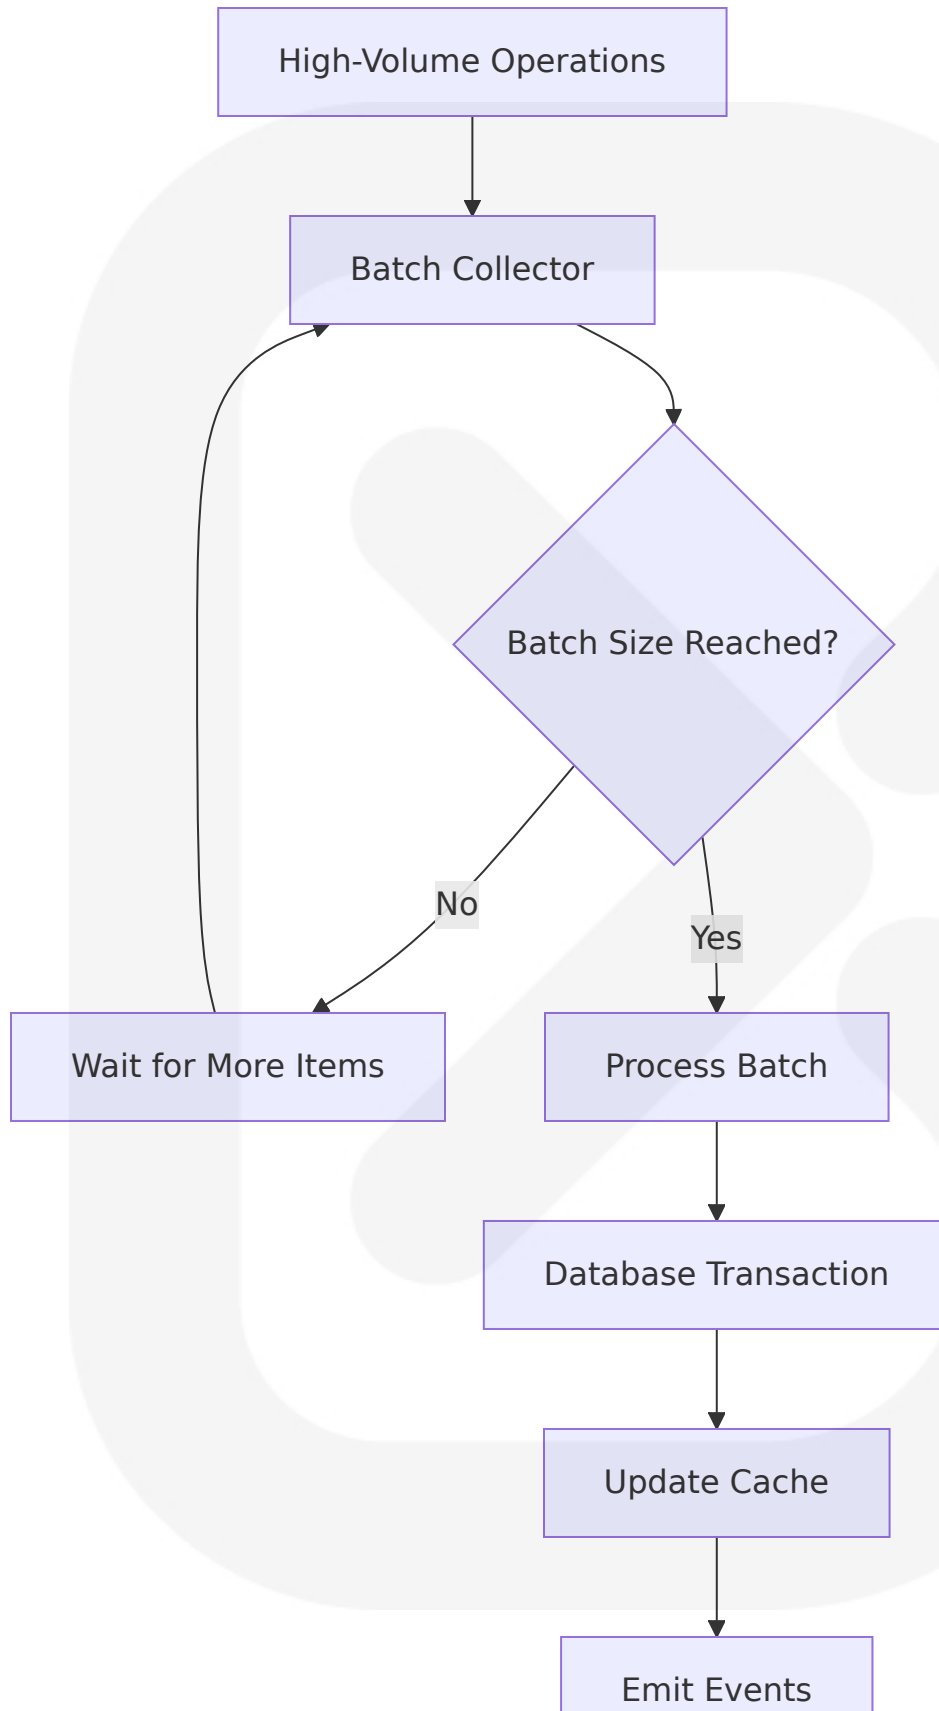 High-Volume Operations
Batch Collector
Batch Size Reached?
No
Yes
Wait for More Items
Process Batch
Database Transaction
Update Cache
Emit Events